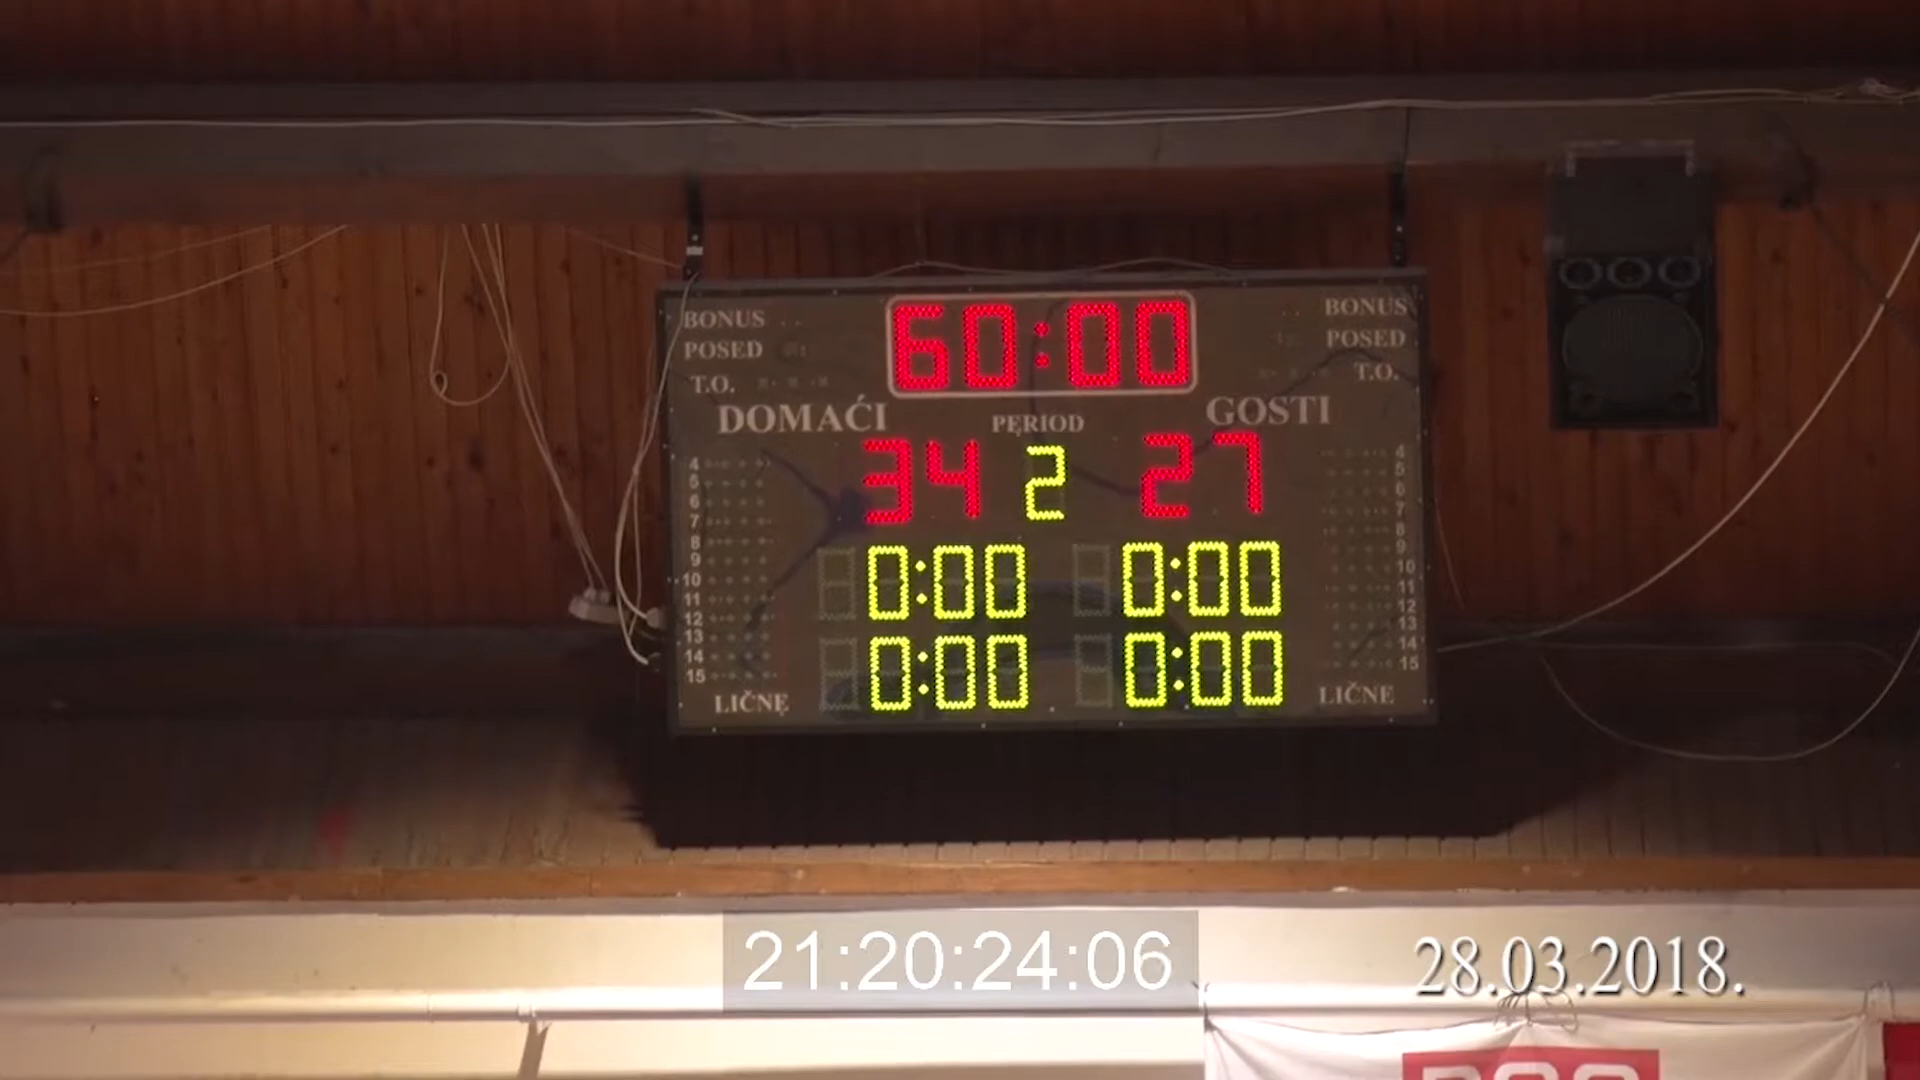 BONUS 60:00 BONUS
POSED POSED
T.O. T.O.
DOMAĆI PERIOD GOSTI
34 2 27
4 4
5 5
6 6
7 7
8 8
9 9
10 10
11 11
12 12
13 13
14 14
15 15
0:00 0:00
0:00 0:00
LIČNE LIČNE
21:20:24:06
28.03.2018.